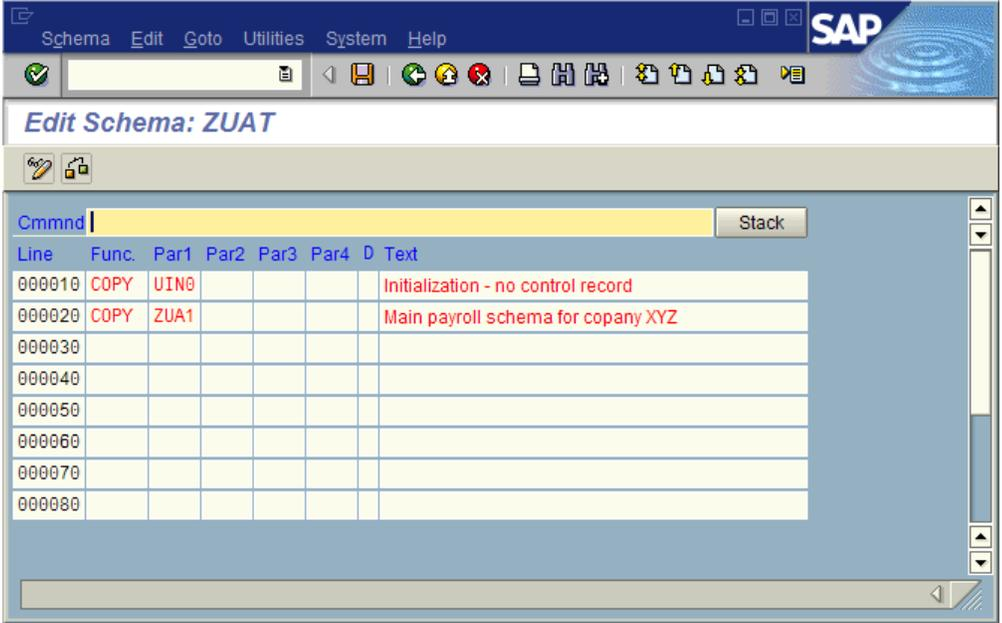 Schema Edit Goto Utilities System Help
SAP
Edit Schema: ZUAT
Cmmnd Stack
Line Func. Par1 Par2 Par3 Par4 D Text
000010 COPY UIN0 Initialization - no control record
000020 COPY ZUA1 Main payroll schema for copany XYZ
000030
000040
000050
000060
000070
000080